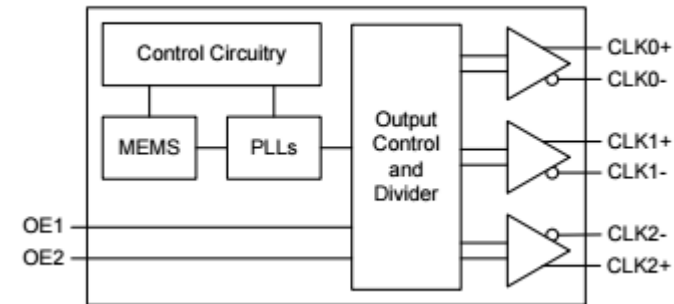 Control Circuitry
MEMS
PLLs
Output
Control
and
Divider
OE1
OE2
CLK0+
CLK0-
CLK1+
CLK1-
CLK2-
CLK2+